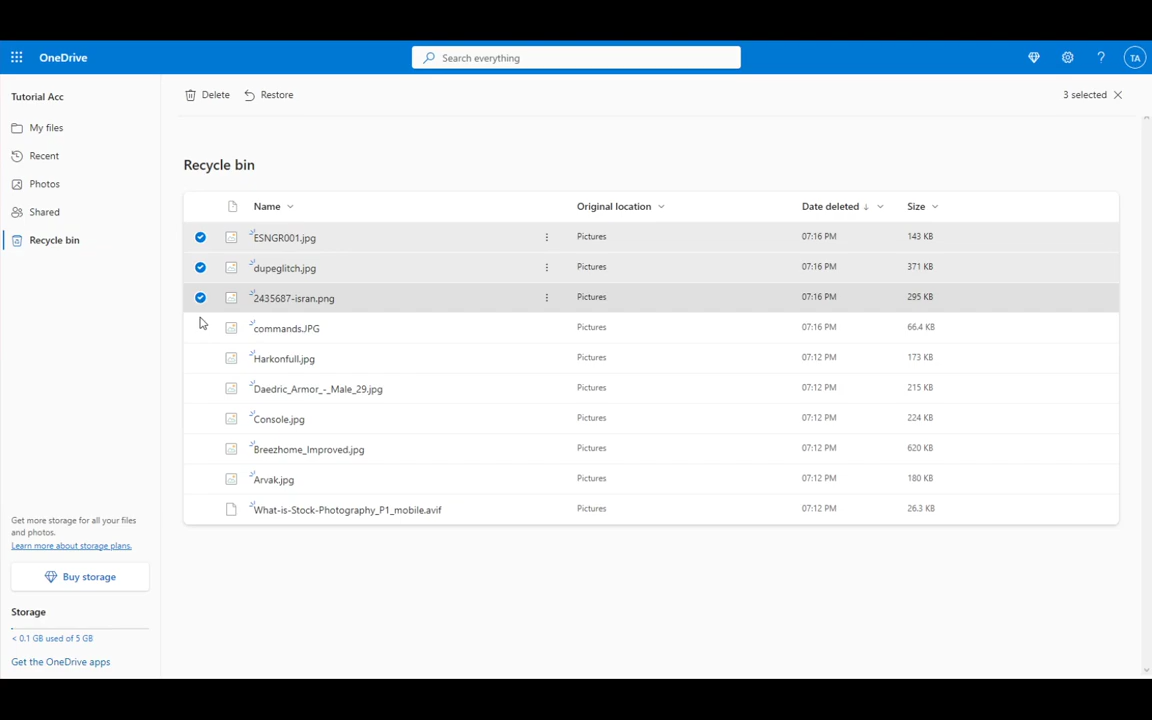 OneDrive
Search everything
?
TA
Tutorial Acc
Delete
Restore
3 selected
My files
Recent
Photos
Shared
Recycle bin
Recycle bin
Name
Original location
Date deleted
Size
ESNGR001.jpg
Pictures
07:16 PM
143 KB
dupeglitch.jpg
Pictures
07:16 PM
371 KB
2435687-isran.png
Pictures
07:16 PM
295 KB
commands.JPG
Pictures
07:16 PM
66.4 KB
Harkonfull.jpg
Pictures
07:12 PM
173 KB
Daedric_Armor_-_Male_29.jpg
Pictures
07:12 PM
215 KB
Console.jpg
Pictures
07:12 PM
224 KB
Breezhome_Improved.jpg
Pictures
07:12 PM
620 KB
Arvak.jpg
Pictures
07:12 PM
180 KB
What-is-Stock-Photography_P1_mobile.avif
Pictures
07:12 PM
26.3 KB
Get more storage for all your files
and photos.
Learn more about storage plans.
Buy storage
Storage
< 0.1 GB used of 5 GB
Get the OneDrive apps